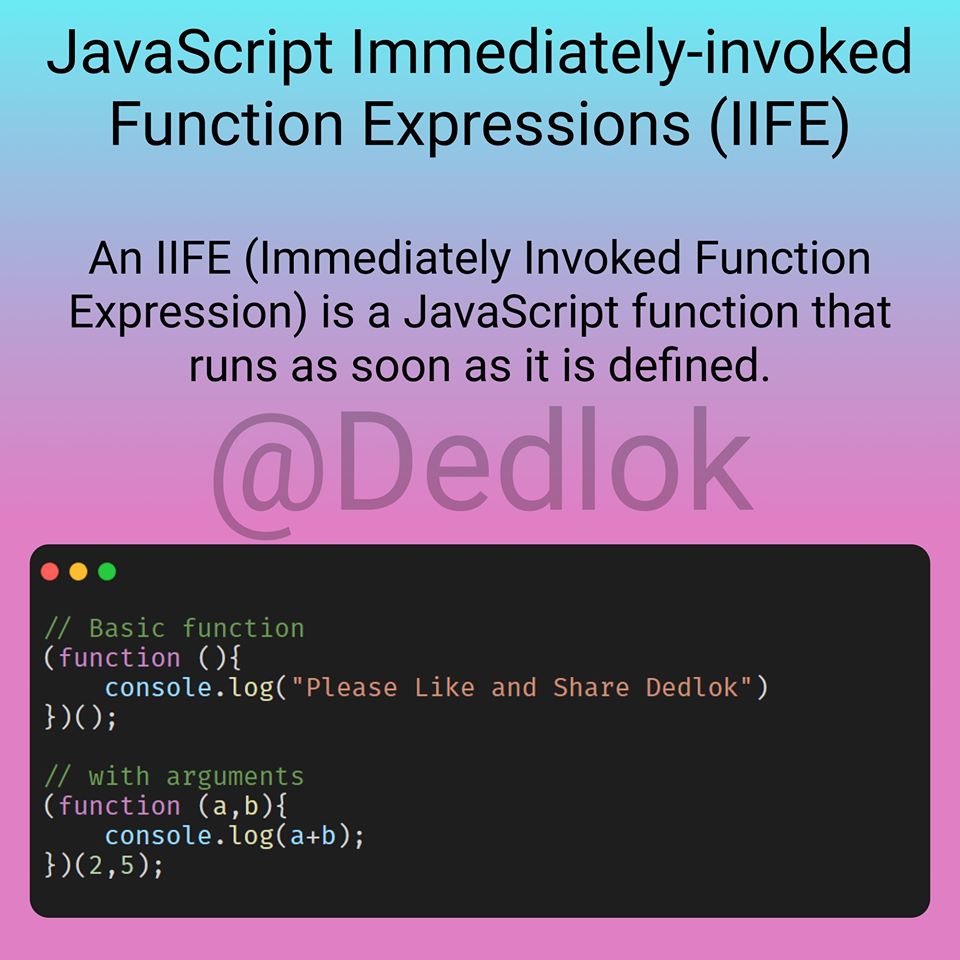 JavaScript Immediately-invoked
Function Expressions (IIFE)
An IIFE (Immediately Invoked Function
Expression) is a JavaScript function that
runs as soon as it is defined.
@Dedlok
// Basic function
(function (){
    console.log("Please Like and Share Dedlok")
})();
// with arguments
(function (a,b){
    console.log(a+b);
})(2,5);